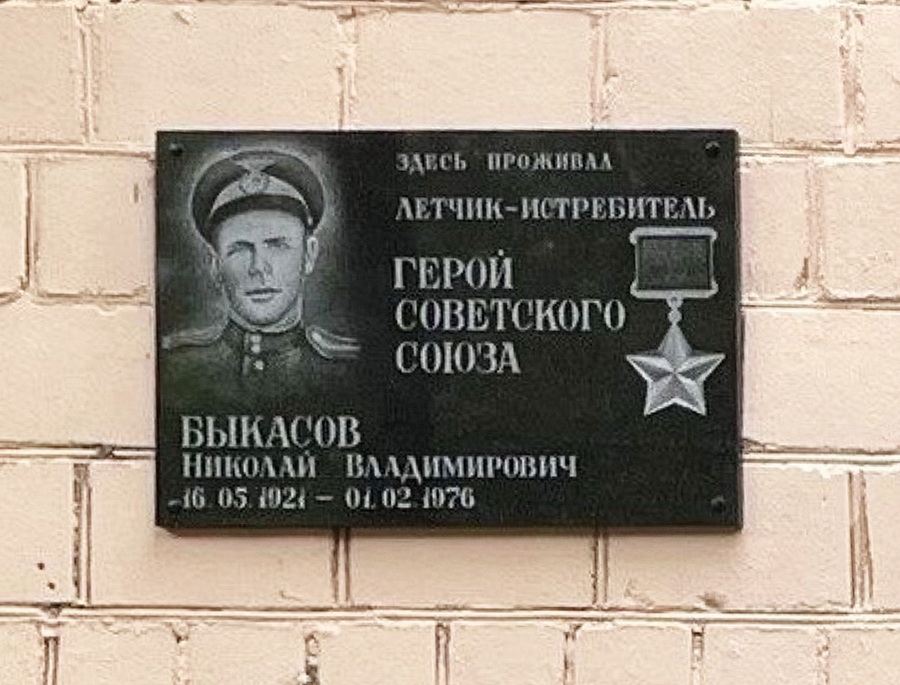 ЗДЕСЬ ПРОЖИВАЛ
ЛЕТЧИК-ИСТРЕБИТЕЛЬ
ГЕРОЙ
СОВЕТСКОГО
СОЮЗА
БЫКАСОВ
НИКОЛАЙ ВЛАДИМИРОВИЧ
16.05.1921 – 01.02.1976